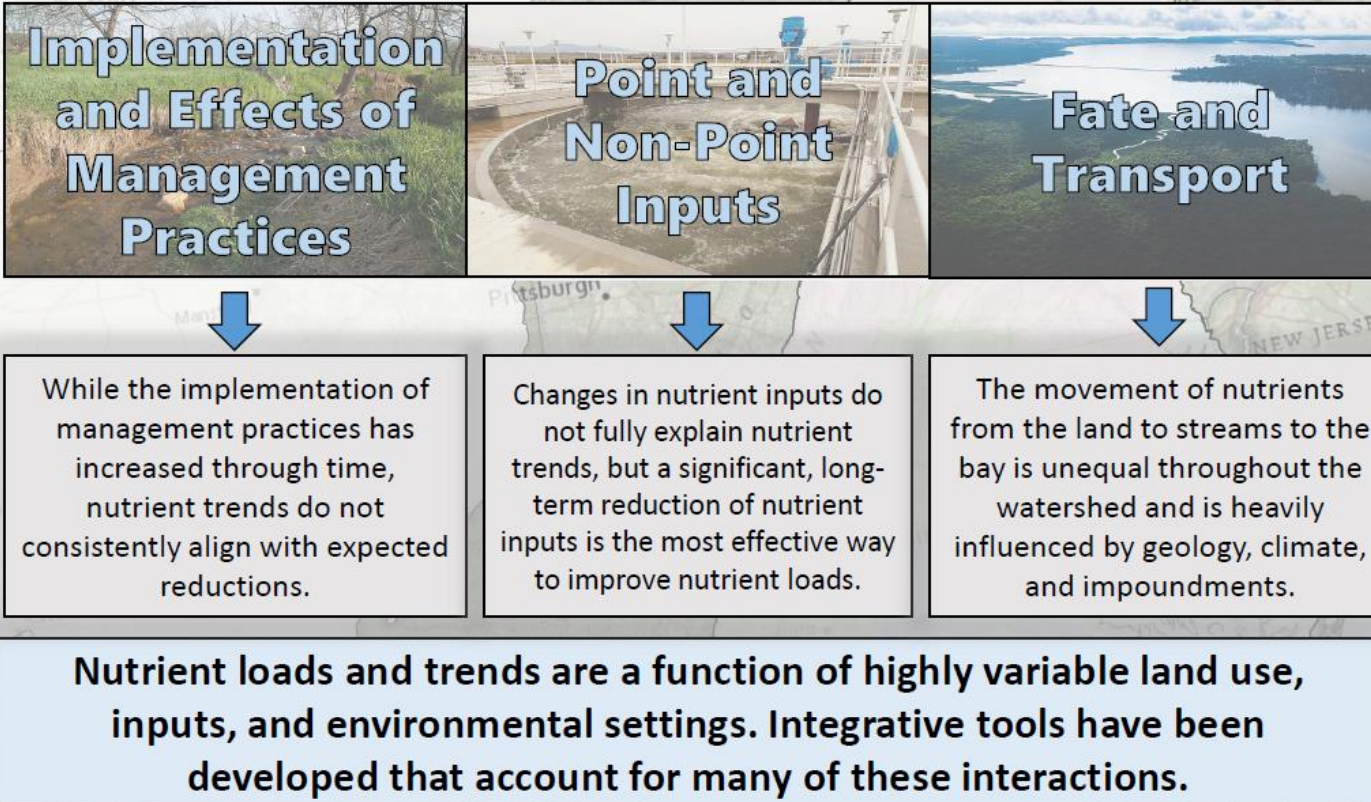 Implementation
and Effects of
Management
Practices
Point and
Non-Point
Inputs
Fate and
Transport
Pittsburgh
NEW JERSE
While the implementation of
management practices has
increased through time,
nutrient trends do not
consistently align with expected
reductions.
Changes in nutrient inputs do
not fully explain nutrient
trends, but a significant, long-
term reduction of nutrient
inputs is the most effective way
to improve nutrient loads.
The movement of nutrients
from the land to streams to the
bay is unequal throughout the
watershed and is heavily
influenced by geology, climate,
and impoundments.
Nutrient loads and trends are a function of highly variable land use,
inputs, and environmental settings. Integrative tools have been
developed that account for many of these interactions.